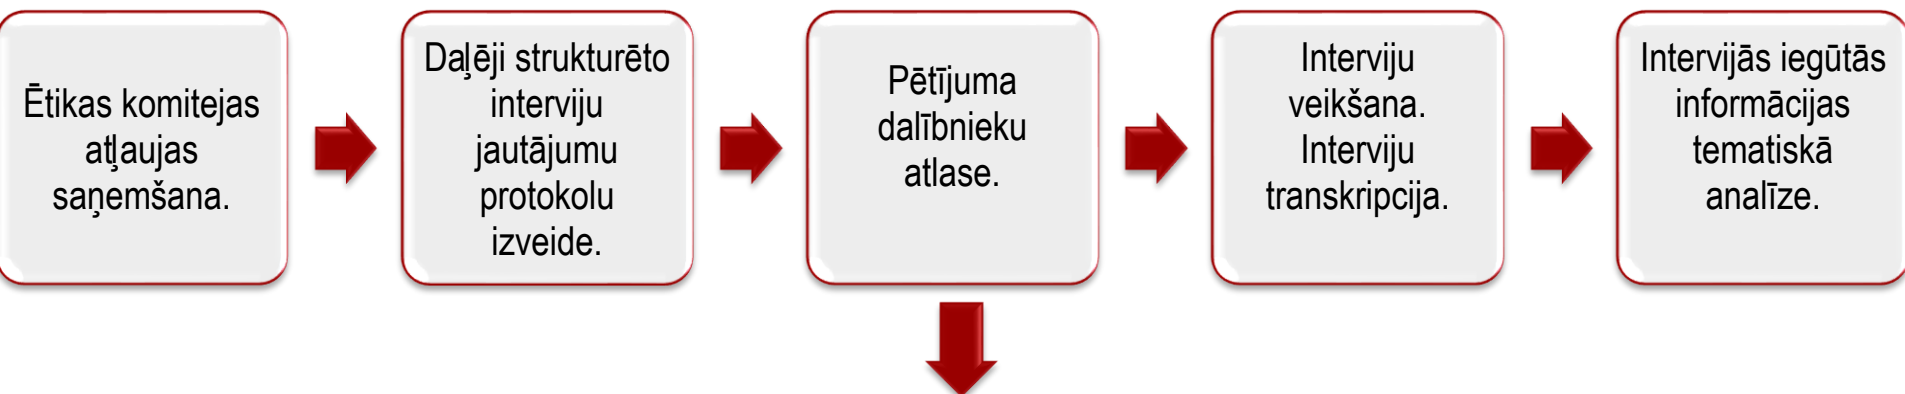 Ētikas komitejas
atļaujas
saņemšana.
Daļēji strukturēto
interviju
jautājumu
protokolu
izveide.
Pētījuma
dalībnieku
atlase.
Interviju
veikšana.
Interviju
transkripcija.
Intervijās iegūtās
informācijas
tematiskā
analīze.